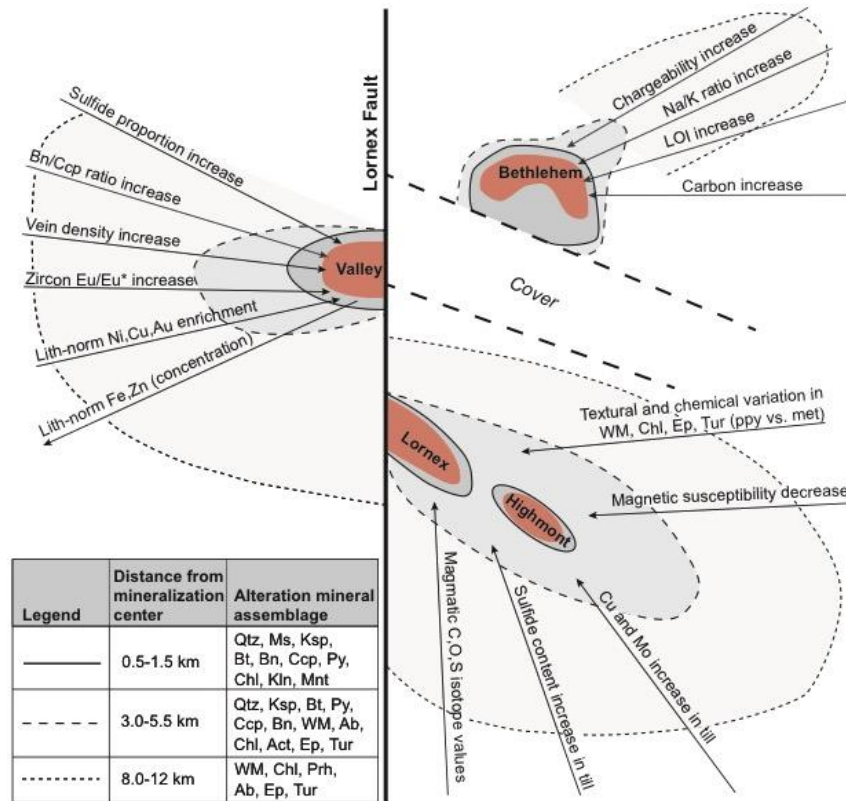 Lornex Fault
Sulfide proportion increase
Bn/Ccp ratio increase
Vein density increase
Zircon Eu/Eu* increase
Lith-norm Ni,Cu,Au enrichment
Lith-norm Fe,Zn (concentration)
Valley
Chargeability increase
Na/K ratio increase
LOI increase
Carbon increase
Bethlehem
Cover
Textural and chemical variation in
WM, Chl, Ep, Tur (ppy vs. met)
Magnetic susceptibility decrease
Lornex
Highmont
Magmatic C,O,S isotope
values
Sulfide content increase in
till
Cu and Mo increase in till
Legend
Distance from
mineralization
center
Alteration mineral
assemblage
0.5-1.5 km
Qtz, Ms, Ksp,
Bt, Bn, Ccp, Py,
Chl, Kln, Mnt
3.0-5.5 km
Qtz, Ksp, Bt, Py,
Ccp, Bn, WM, Ab,
Chl, Act, Ep, Tur
8.0-12 km
WM, Chl, Prh,
Ab, Ep, Tur